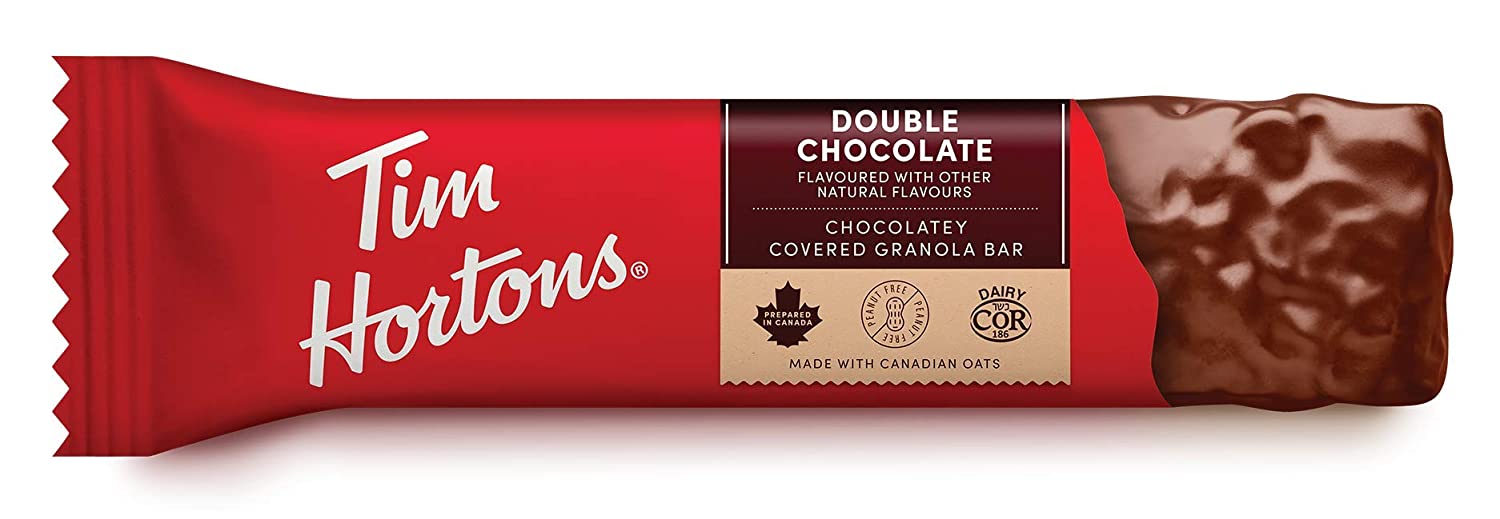 Tim
Hortons®
DOUBLE
CHOCOLATE
FLAVOURED WITH OTHER
NATURAL FLAVOURS
CHOCOLATEY
COVERED GRANOLA BAR
PREPARED
IN CANADA
PEANUT FREE
PEANUT FREE
DAIRY
כשר
COR
186
MADE WITH CANADIAN OATS